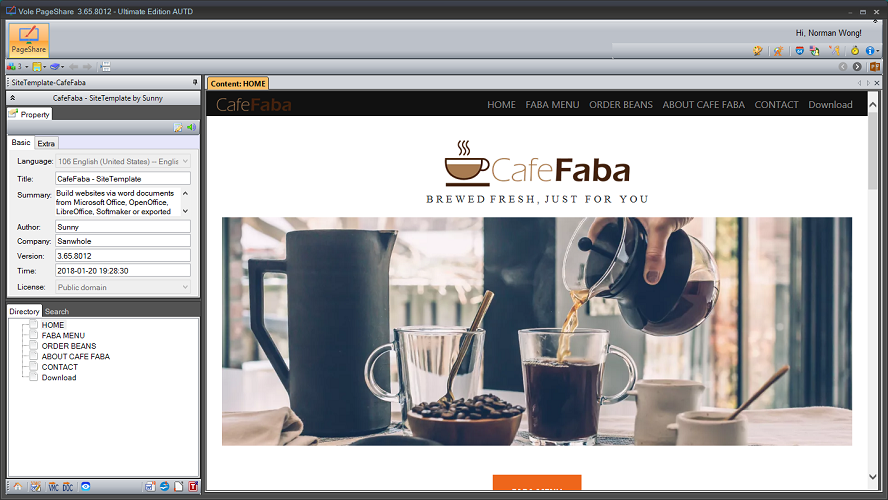 Vole PageShare 3.65.8012 - Ultimate Edition AUTD
Hi, Norman Wong!
PageShare
3
VHC DOC
SiteTemplate-CafeFaba
CafeFaba - SiteTemplate by Sunny
Property
Basic Extra
Language: 106 English (United States) -- Englis
Title: CafeFaba - SiteTemplate
Summary: Build websites via word documents
from Microsoft Office, OpenOffice,
LibreOffice, Softmaker or exported
Author: Sunny
Company: Sanwhole
Version: 3.65.8012
Time: 2018-01-20 19:28:30
License: Public domain
Directory Search
HOME
FABA MENU
ORDER BEANS
ABOUT CAFE FABA
CONTACT
Download
Content: HOME
CafeFaba HOME FABA MENU ORDER BEANS ABOUT CAFE FABA CONTACT Download
CafeFaba
BREWED FRESH, JUST FOR YOU